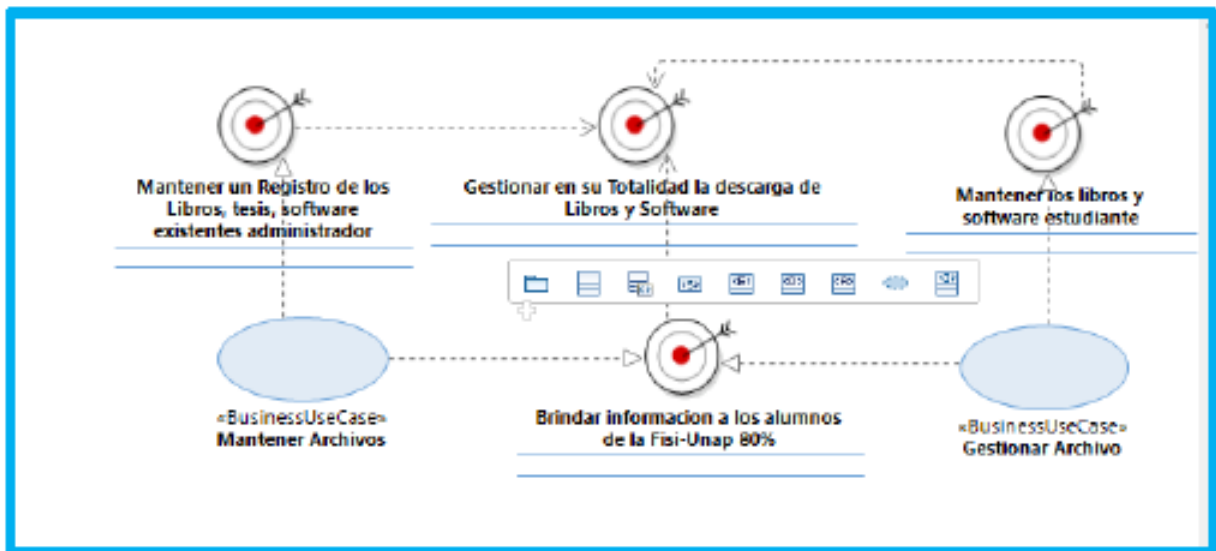 Mantener un Registro de los
Libros, tesis, software
existentes administrador
Gestionar en su Totalidad la descarga de
Libros y Software
Mantener los libros y
software estudiante
«BusinessUseCase»
Mantener Archivos
Brindar informacion a los alumnos
de la Fisi-Unap 80%
«BusinessUseCase»
Gestionar Archivo